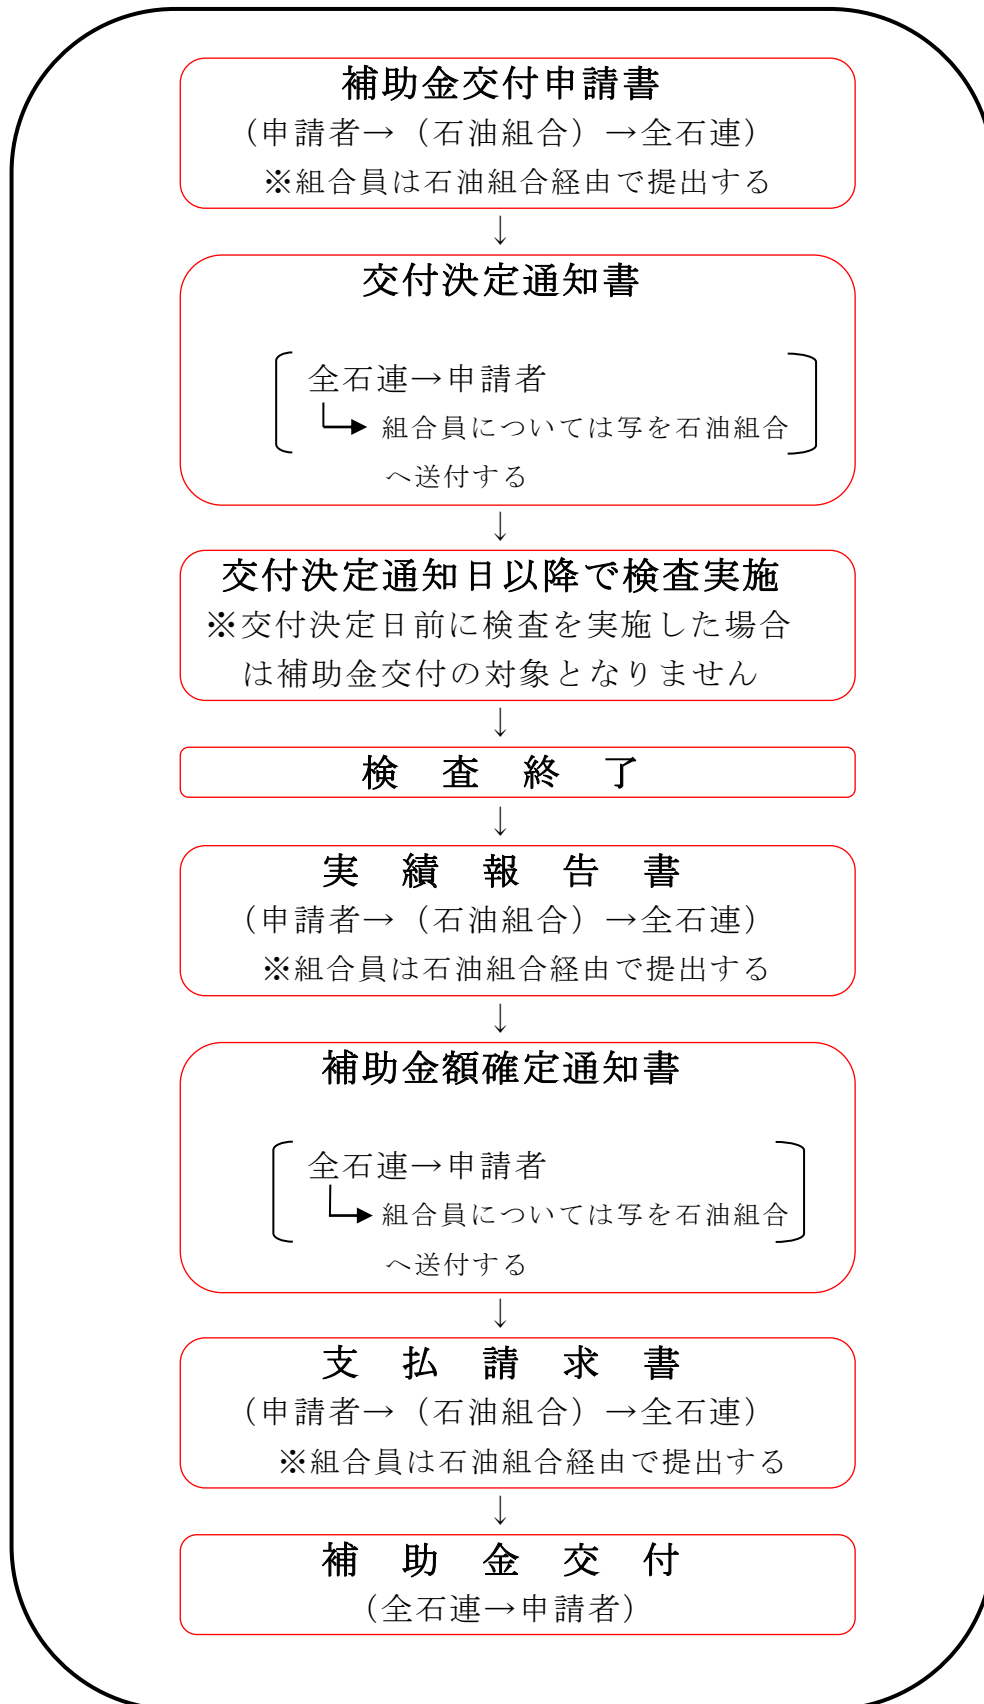 補助金交付申請書
（申請者→（石油組合）→全石連）
※組合員は石油組合経由で提出する
↓
交付決定通知書
全石連→申請者
組合員については写を石油組合
へ送付する
↓
交付決定通知日以降で検査実施
※交付決定日前に検査を実施した場合
は補助金交付の対象となりません
↓
検　査　終　了
↓
実　績　報　告　書
（申請者→（石油組合）→全石連）
※組合員は石油組合経由で提出する
↓
補助金額確定通知書
全石連→申請者
組合員については写を石油組合
へ送付する
↓
支　払　請　求　書
（申請者→（石油組合）→全石連）
※組合員は石油組合経由で提出する
↓
補　助　金　交　付
（全石連→申請者）